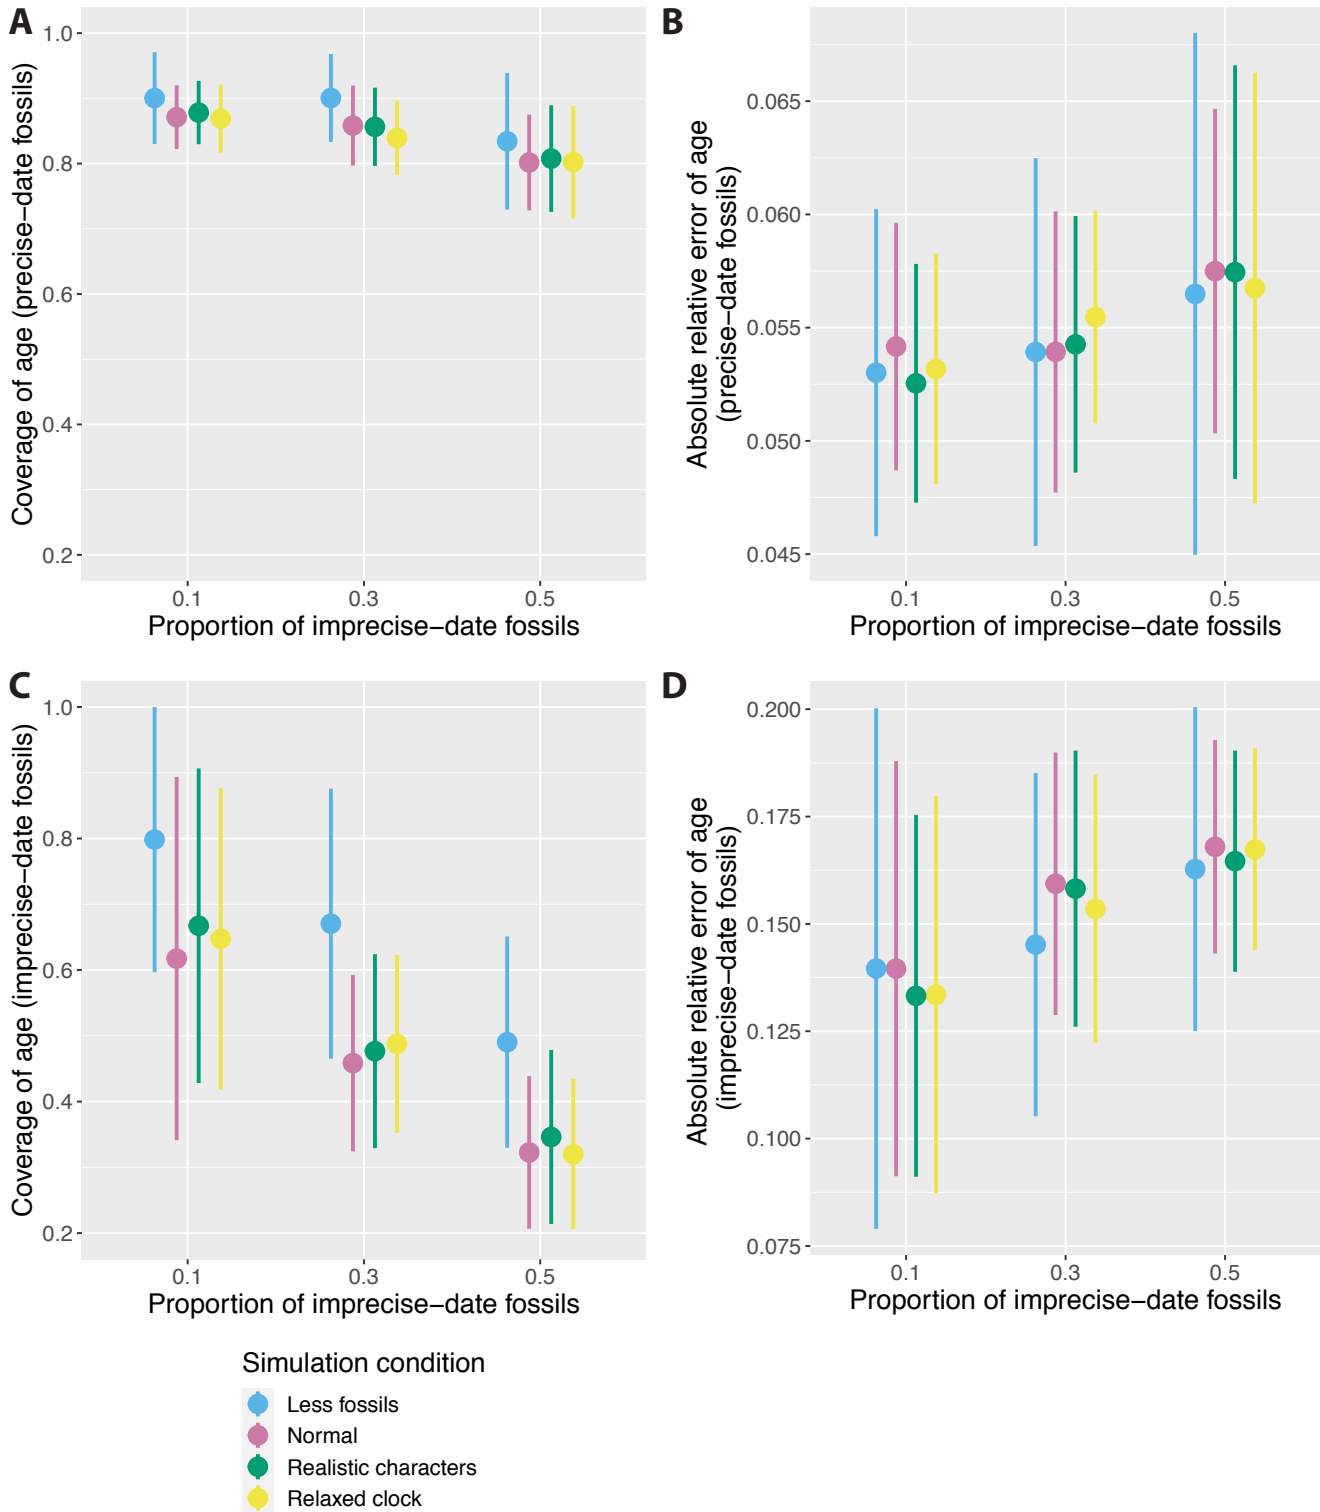 A
Coverage of age (precise−date fossils)
1.0
0.8
0.6
0.4
0.2
0.1
0.3
0.5
Proportion of imprecise−date fossils
B
Absolute relative error of age
(precise−date fossils)
0.065
0.060
0.055
0.050
0.045
0.1
0.3
0.5
Proportion of imprecise−date fossils
C
Coverage of age (imprecise−date fossils)
1.0
0.8
0.6
0.4
0.2
0.1
0.3
0.5
Proportion of imprecise−date fossils
D
Absolute relative error of age
(imprecise−date fossils)
0.200
0.175
0.150
0.125
0.100
0.075
0.1
0.3
0.5
Proportion of imprecise−date fossils
Simulation condition
Less fossils
Normal
Realistic characters
Relaxed clock